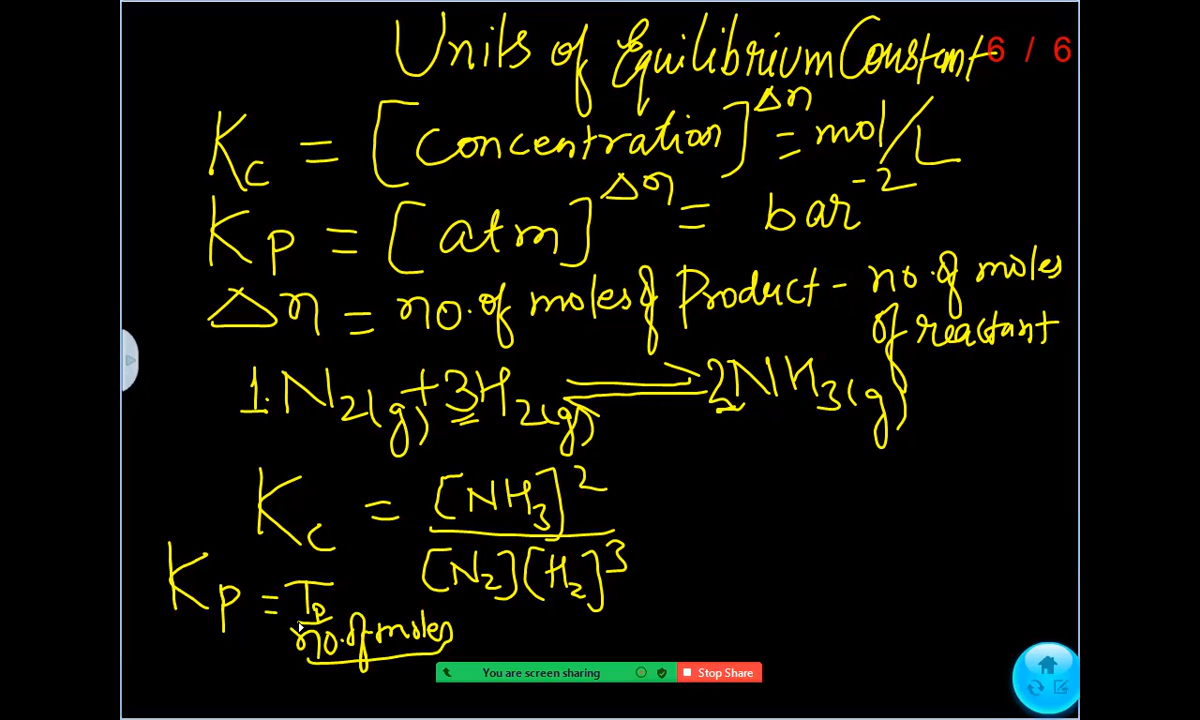 Units of Equilibrium Constant 6 / 6
Kc = [concentration]^Δn = mol/L
Kp = [atm]^Δn = bar^-2
Δn = no. of moles of Product - no. of moles of reactant
1. N2(g) + 3H2(g) ⇌ 2NH3(g)
Kc = [NH3]^2 / [N2][H2]^3
Kp = Tp / no. of moles
You are screen sharing Stop Share